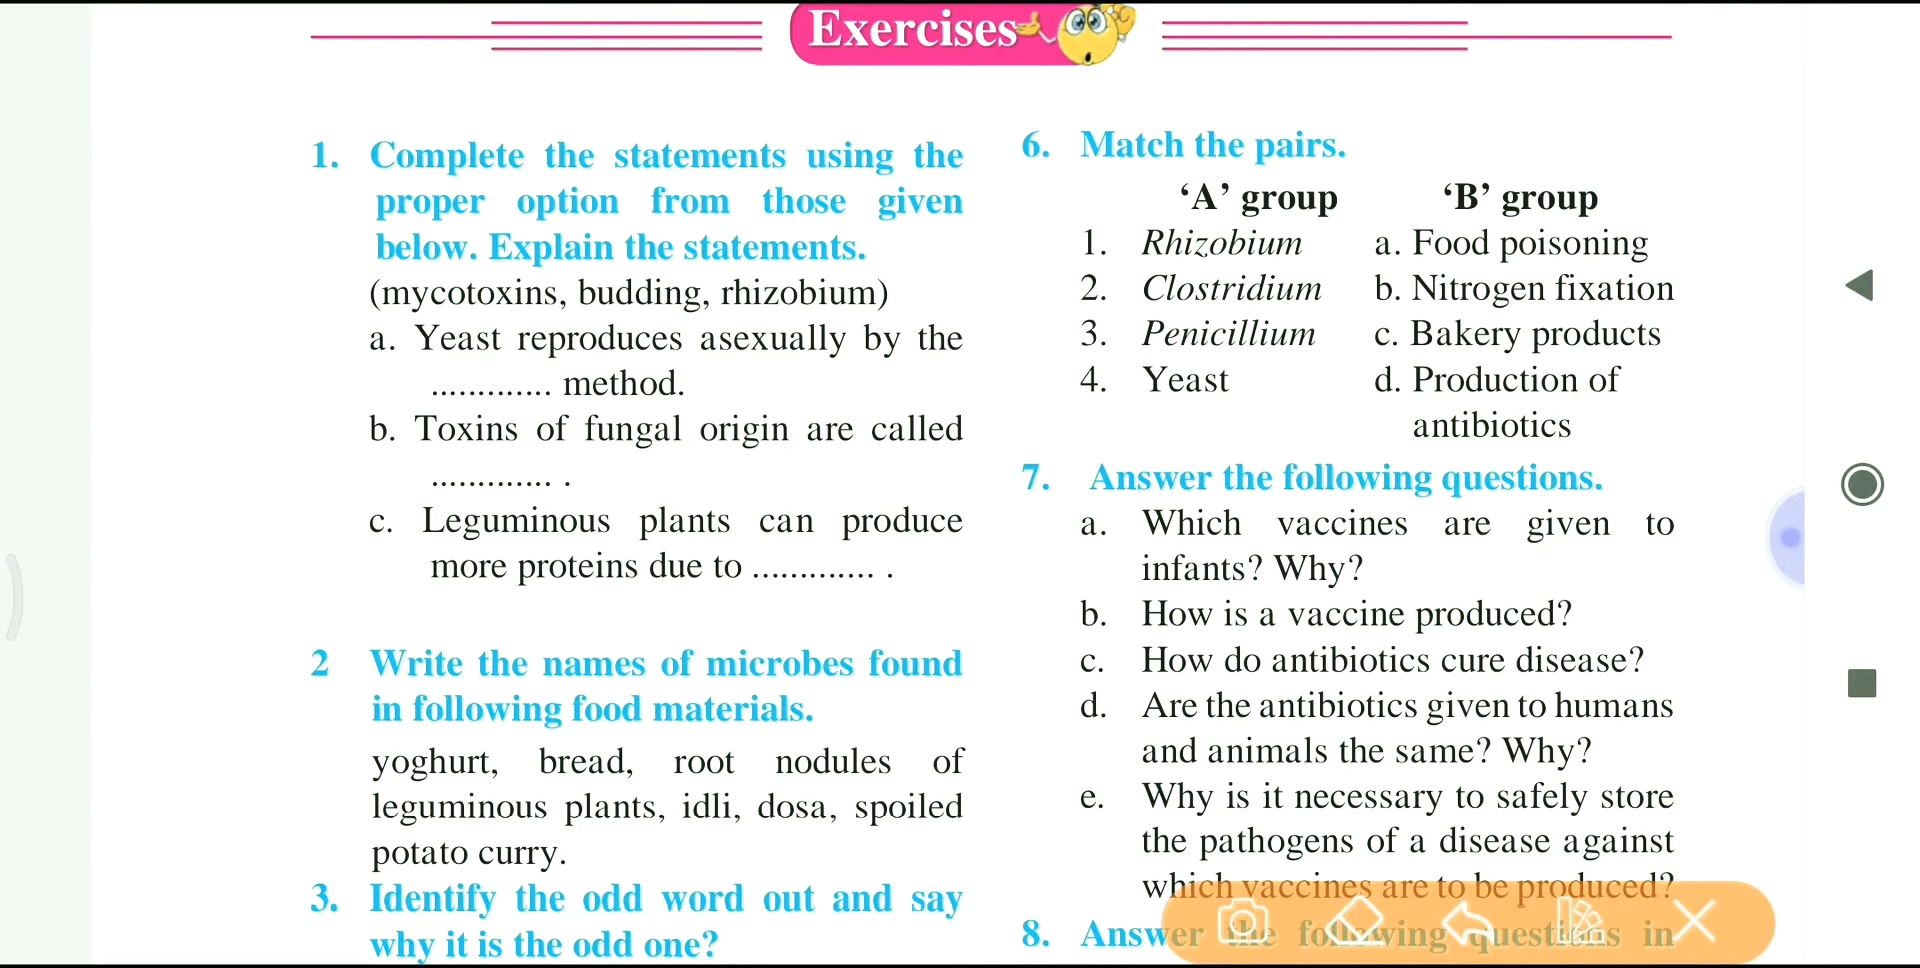 Exercises
1. Complete the statements using the
proper option from those given
below. Explain the statements.
(mycotoxins, budding, rhizobium)
a. Yeast reproduces asexually by the
............. method.
b. Toxins of fungal origin are called
............. .
c. Leguminous plants can produce
more proteins due to ............. .
2 Write the names of microbes found
in following food materials.
yoghurt, bread, root nodules of
leguminous plants, idli, dosa, spoiled
potato curry.
3. Identify the odd word out and say
why it is the odd one?
6. Match the pairs.
‘A’ group ‘B’ group
1. Rhizobium a. Food poisoning
2. Clostridium b. Nitrogen fixation
3. Penicillium c. Bakery products
4. Yeast d. Production of
antibiotics
7. Answer the following questions.
a. Which vaccines are given to
infants? Why?
b. How is a vaccine produced?
c. How do antibiotics cure disease?
d. Are the antibiotics given to humans
and animals the same? Why?
e. Why is it necessary to safely store
the pathogens of a disease against
which vaccines are to be produced?
8. Answer the following questions in